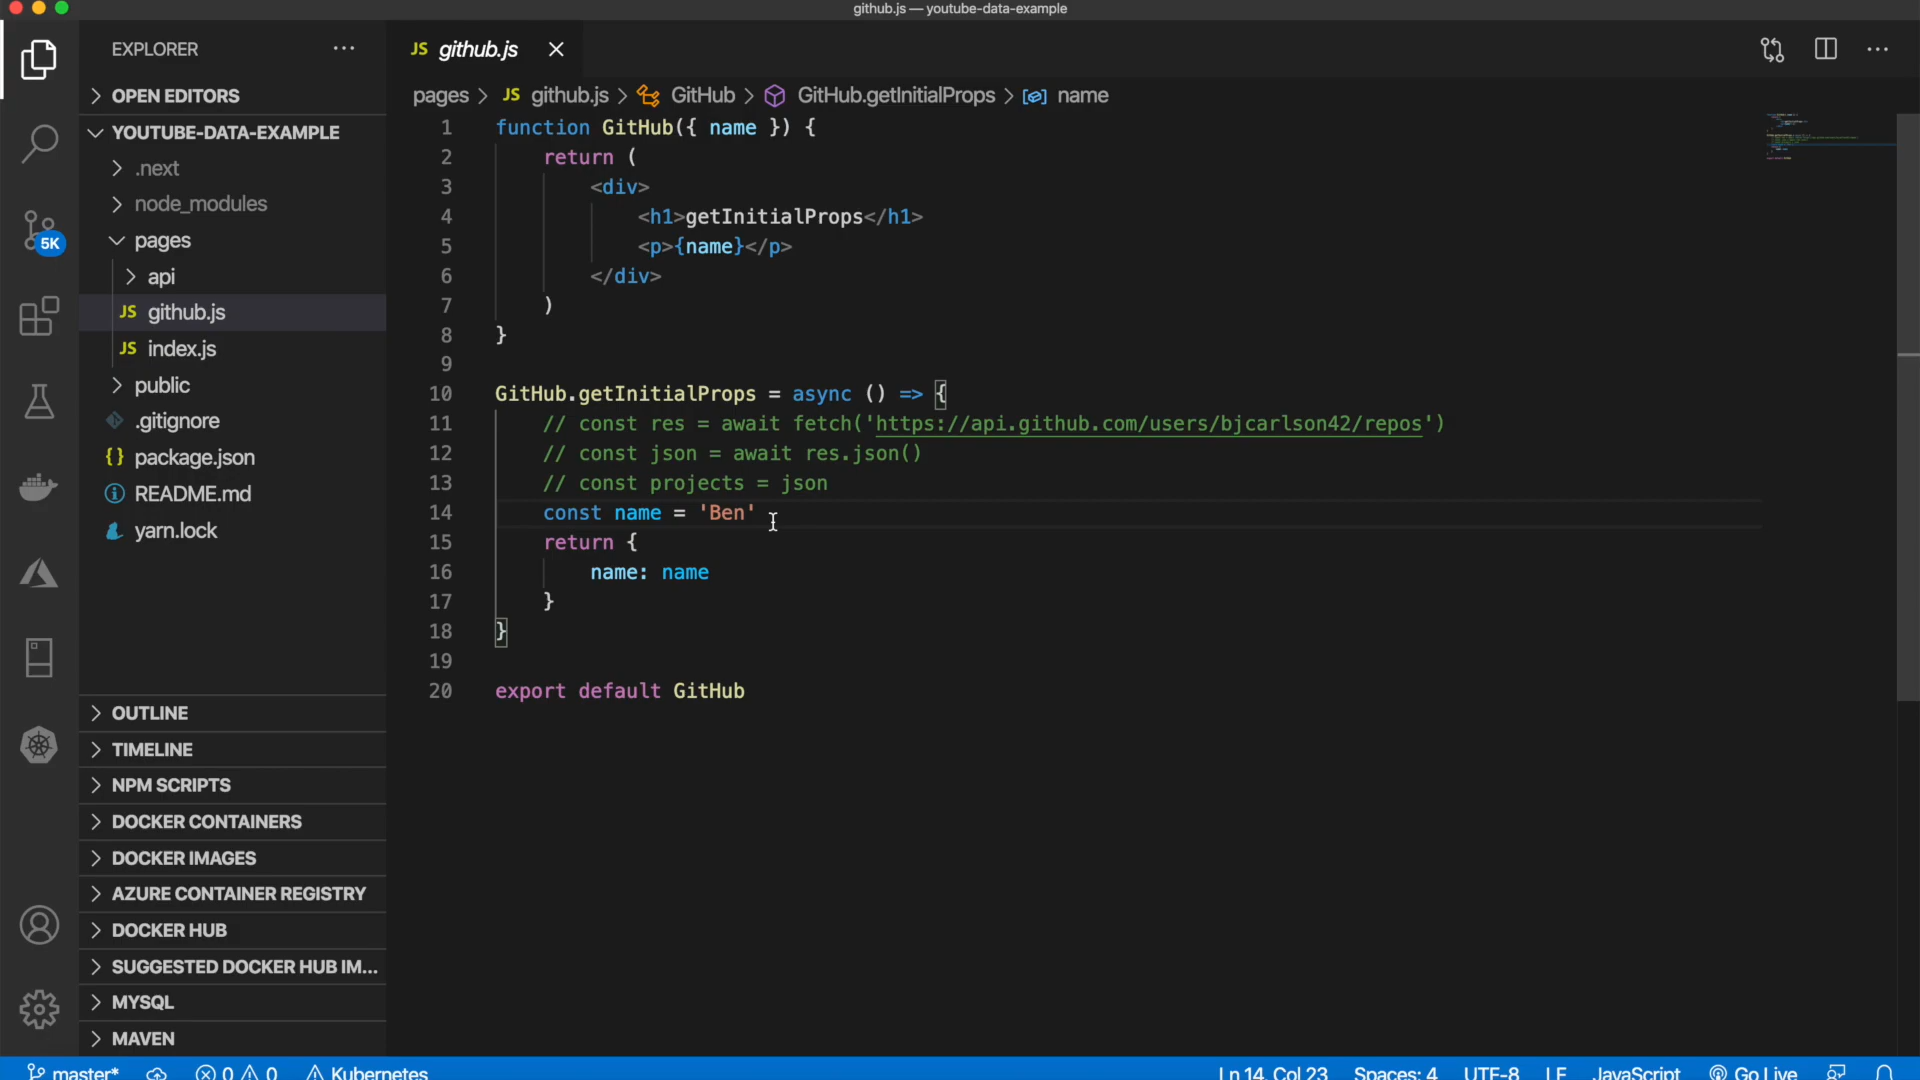 github.js — youtube-data-example
EXPLORER
JS github.js
OPEN EDITORS
pages > JS github.js > GitHub > GitHub.getInitialProps > name
YOUTUBE-DATA-EXAMPLE
.next
node_modules
pages
api
JS github.js
JS index.js
public
.gitignore
{} package.json
README.md
yarn.lock
5K
OUTLINE
TIMELINE
NPM SCRIPTS
DOCKER CONTAINERS
DOCKER IMAGES
AZURE CONTAINER REGISTRY
DOCKER HUB
SUGGESTED DOCKER HUB IM...
MYSQL
MAVEN
1 function GitHub({ name }) {
2 return (
3 <div>
4 <h1>getInitialProps</h1>
5 <p>{name}</p>
6 </div>
7 )
8 }
9
10 GitHub.getInitialProps = async () => {
11 // const res = await fetch('https://api.github.com/users/bjcarlson42/repos')
12 // const json = await res.json()
13 // const projects = json
14 const name = 'Ben'
15 return {
16 name: name
17 }
18 }
19
20 export default GitHub
master* 0 0 Kubernetes Ln 14, Col 23 Spaces: 4 UTF-8 LF JavaScript Go Live